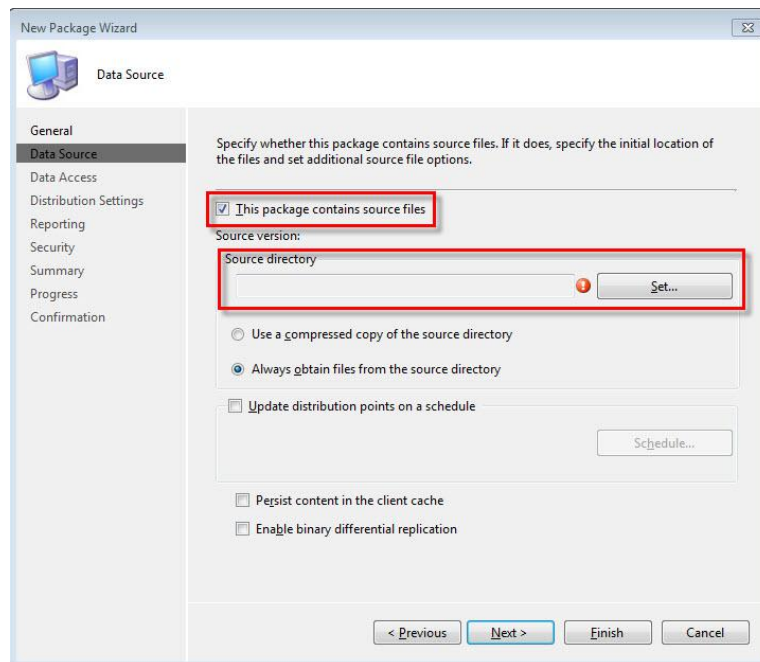 New Package Wizard
Data Source
General
Data Source
Data Access
Distribution Settings
Reporting
Security
Summary
Progress
Confirmation
Specify whether this package contains source files. If it does, specify the initial location of
the files and set additional source file options.
This package contains source files
Source version:
Source directory
Set...
Use a compressed copy of the source directory
Always obtain files from the source directory
Update distribution points on a schedule
Schedule...
Persist content in the client cache
Enable binary differential replication
< Previous
Next >
Finish
Cancel